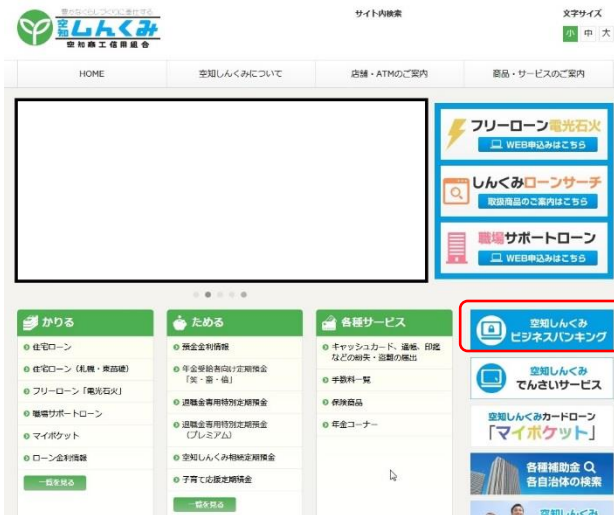 豊かなくらしづくりに奉仕する
空知しんくみ
空知商工信用組合
サイト内検索
文字サイズ
小 中 大
HOME
空知しんくみについて
店舗・ATMのご案内
商品・サービスのご案内
フリーローン電光石火
WEB申込みはこちら
しんくみローンサーチ
取扱商品のご案内はこちら
職場サポートローン
WEB申込みはこちら
かりる
住宅ローン
住宅ローン（札幌・東苗穂）
フリーローン「電光石火」
職場サポートローン
マイポケット
ローン金利情報
一覧を見る
ためる
預金金利情報
年金受給者向け定期預金
「笑・喜・倍」
退職金専用特別定期預金
退職金専用特別定期預金
（プレミアム）
空知しんくみ相続定期預金
子育て応援定期積金
一覧を見る
各種サービス
キャッシュカード、通帳、印鑑
などの紛失・盗難の届出
手数料一覧
保険商品
年金コーナー
空知しんくみ
ビジネスバンキング
空知しんくみ
でんさいサービス
空知しんくみカードローン
「マイポケット」
各種補助金
各自治体の検索
空知しんくみ